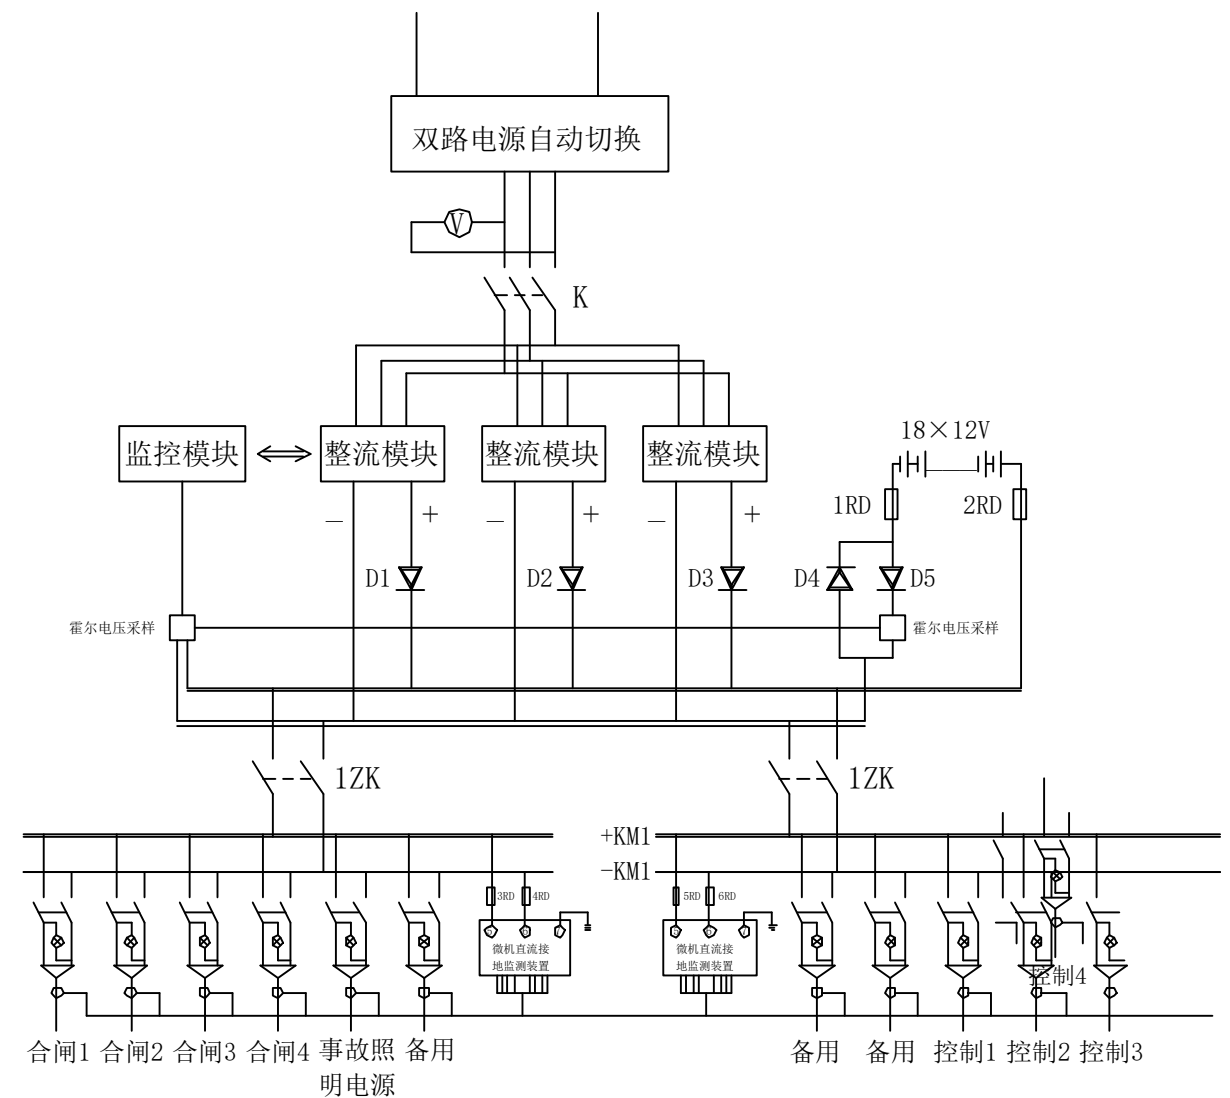 双路电源自动切换
V
K
18×12V
监控模块
整流模块
整流模块
整流模块
1RD
2RD
— +
— +
— +
D1
D2
D3
D4
D5
霍尔电压采样
霍尔电压采样
1ZK
1ZK
+KM1
-KM1
3RD
4RD
5RD
6RD
微机直流接
地监测装置
微机直流接
地监测装置
控制4
合闸1
合闸2
合闸3
合闸4
事故照
明电源
备用
备用
备用
控制1
控制2
控制3